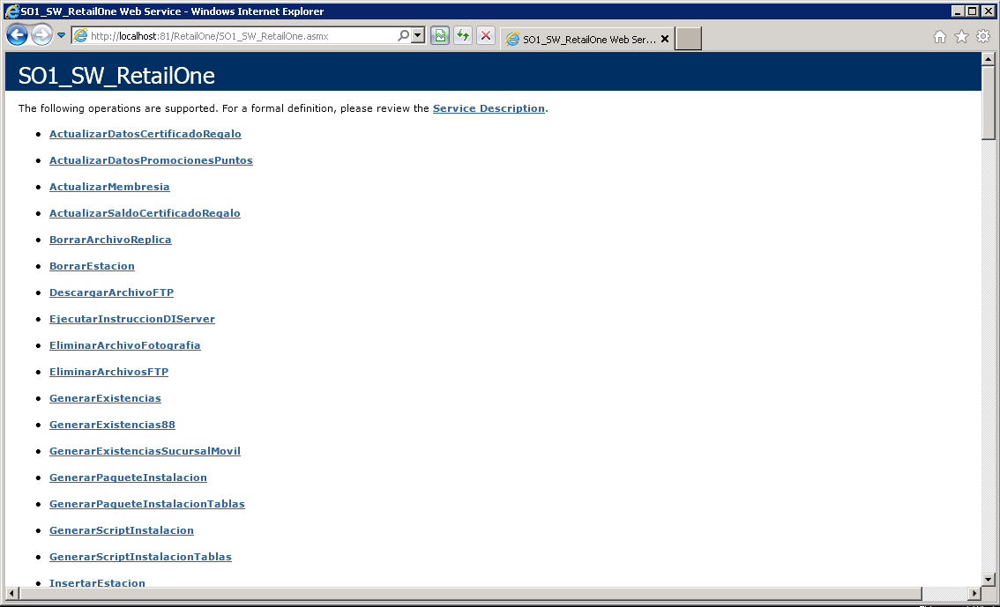 SO1_SW_RetailOne Web Service - Windows Internet Explorer
http://localhost:81/RetailOne/SO1_SW_RetailOne.asmx
SO1_SW_RetailOne Web Ser...
SO1_SW_RetailOne
The following operations are supported. For a formal definition, please review the Service Description.
ActualizarDatosCertificadoRegalo
ActualizarDatosPromocionesPuntos
ActualizarMembresia
ActualizarSaldoCertificadoRegalo
BorrarArchivoReplica
BorrarEstacion
DescargarArchivoFTP
EjecutarInstruccionDIServer
EliminarArchivoFotografia
EliminarArchivosFTP
GenerarExistencias
GenerarExistencias88
GenerarExistenciasSucursalMovil
GenerarPaqueteInstalacion
GenerarPaqueteInstalacionTablas
GenerarScriptInstalacion
GenerarScriptInstalacionTablas
InsertarEstacion